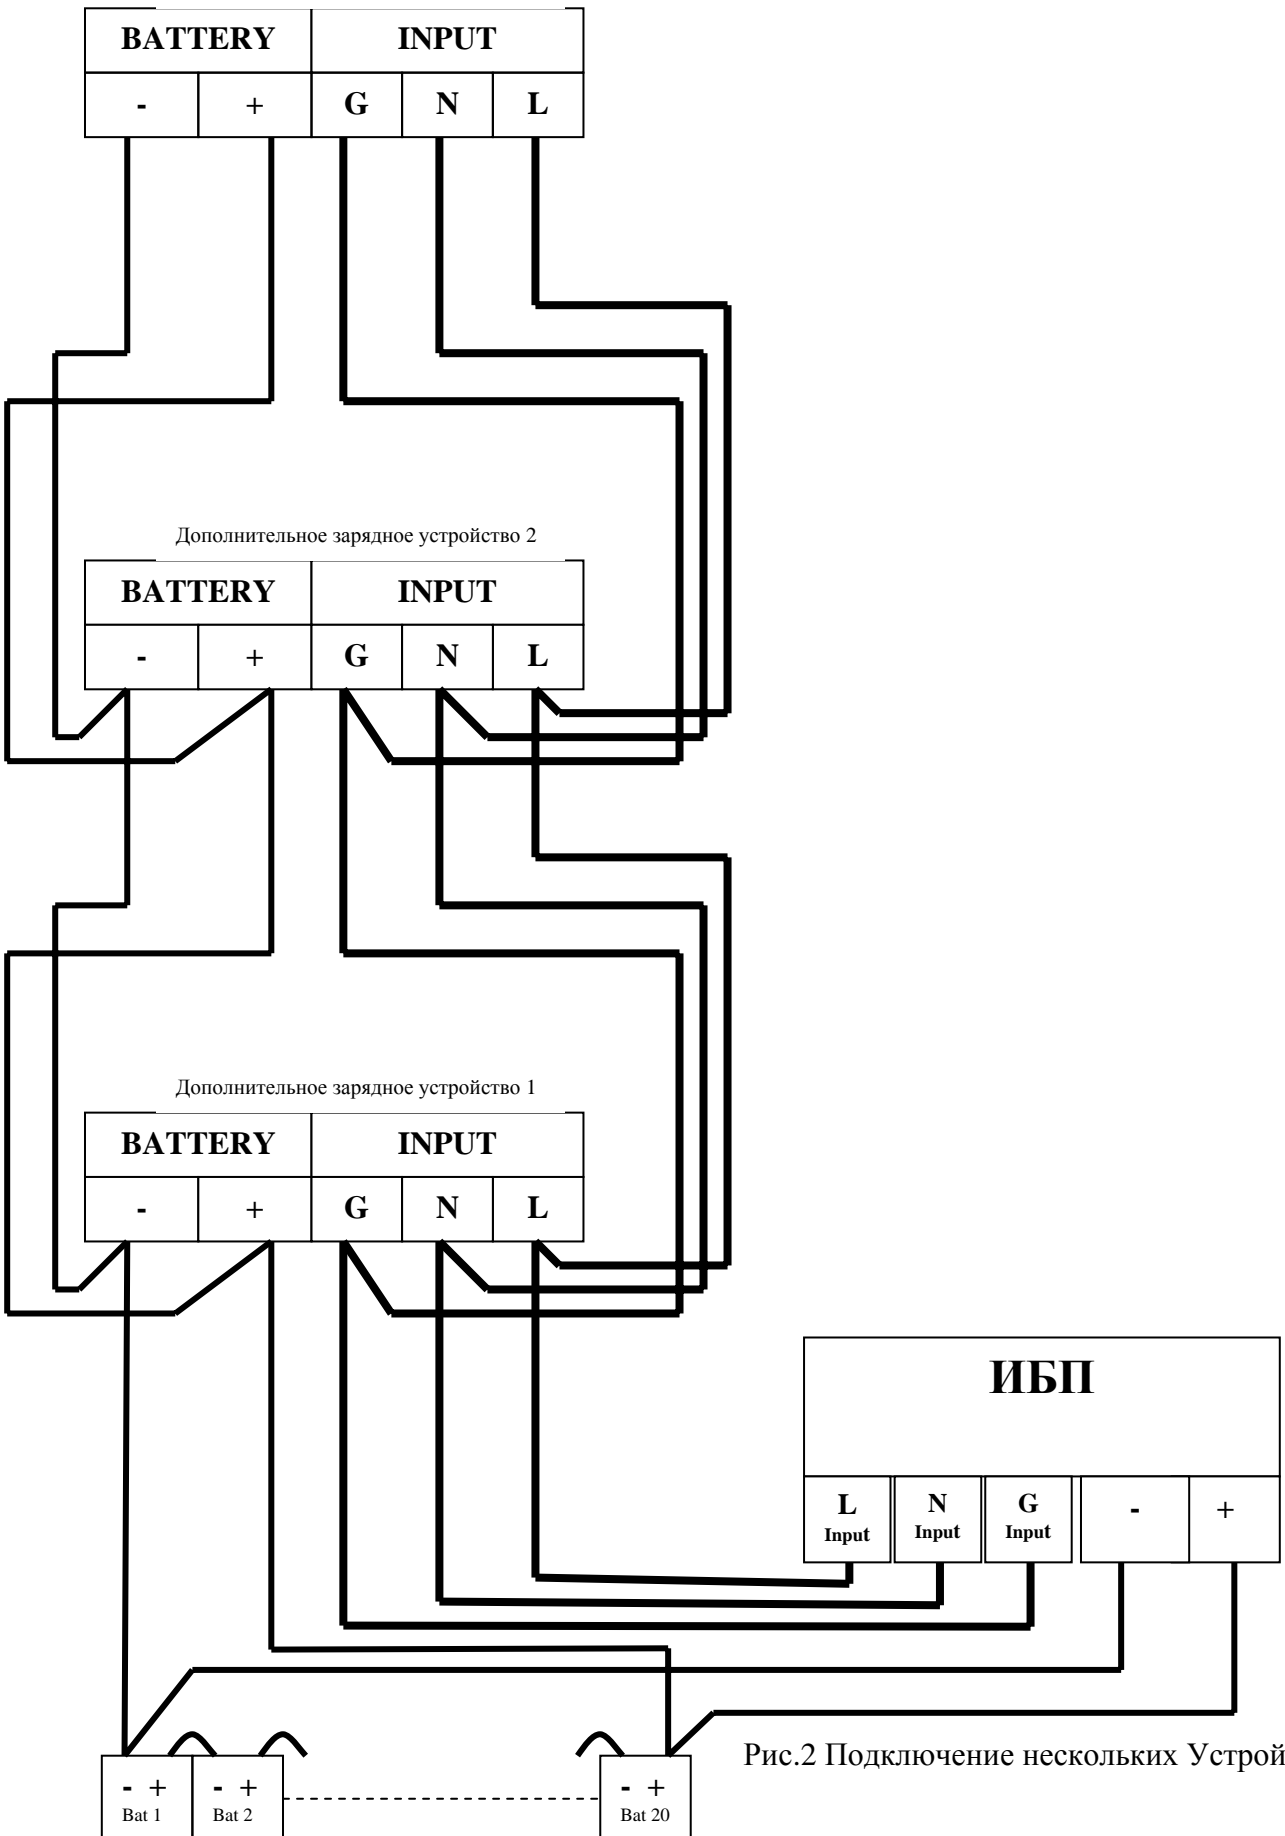 BATTERY INPUT
- + G N L
Дополнительное зарядное устройство 2
BATTERY INPUT
- + G N L
Дополнительное зарядное устройство 1
BATTERY INPUT
- + G N L
ИБП
L N G - +
Input Input Input
Рис.2 Подключение нескольких Устрой
- + - + - +
Bat 1 Bat 2 Bat 20